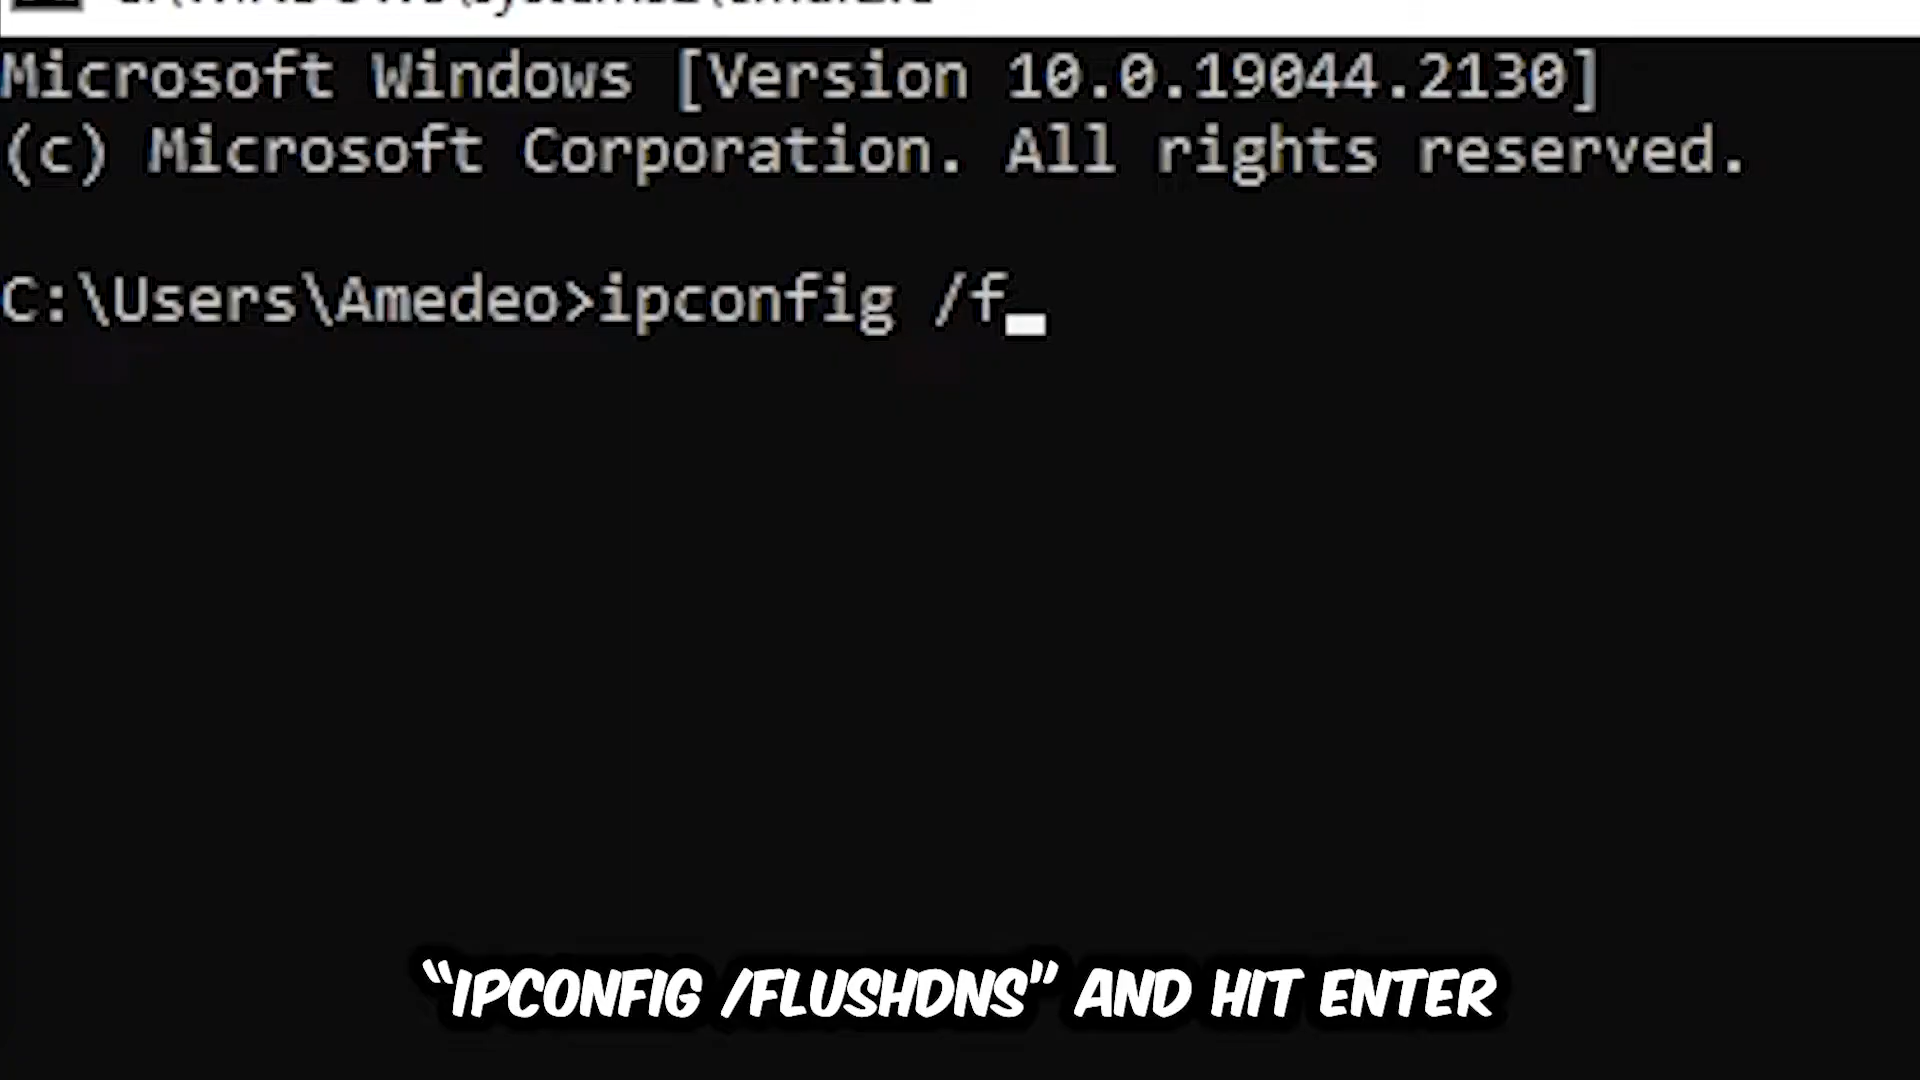 Microsoft Windows [Version 10.0.19044.2130]
(c) Microsoft Corporation. All rights reserved.
C:\Users\Amedeo>ipconfig /f
“IPCONFIG /FLUSHDNS” AND HIT ENTER